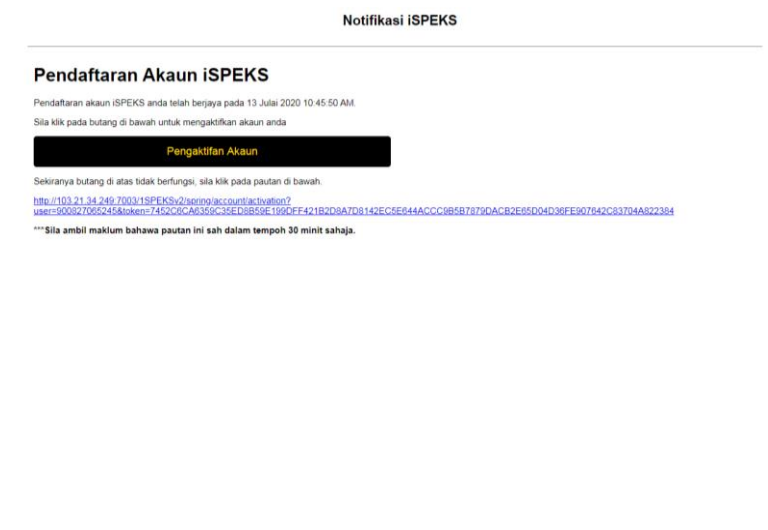 Notifikasi iSPEKS
Pendaftaran Akaun iSPEKS
Pendaftaran akaun iSPEKS anda telah berjaya pada 13 Julai 2020 10:45:50 AM.
Sila klik pada butang di bawah untuk mengaktifkan akaun anda
Pengaktifan Akaun
Sekiranya butang di atas tidak berfungsi, sila klik pada pautan di bawah.
http://103.21.34.249:7003/1SPEKSv2/spring/account/activation?
user=900827065245&token=7452C6CA6359C35ED8B59E199DFF421B2D8A7D8142EC5E644ACCC9B5B7879DACB2E65D04D36FE907642C83704A822384
***Sila ambil maklum bahawa pautan ini sah dalam tempoh 30 minit sahaja.